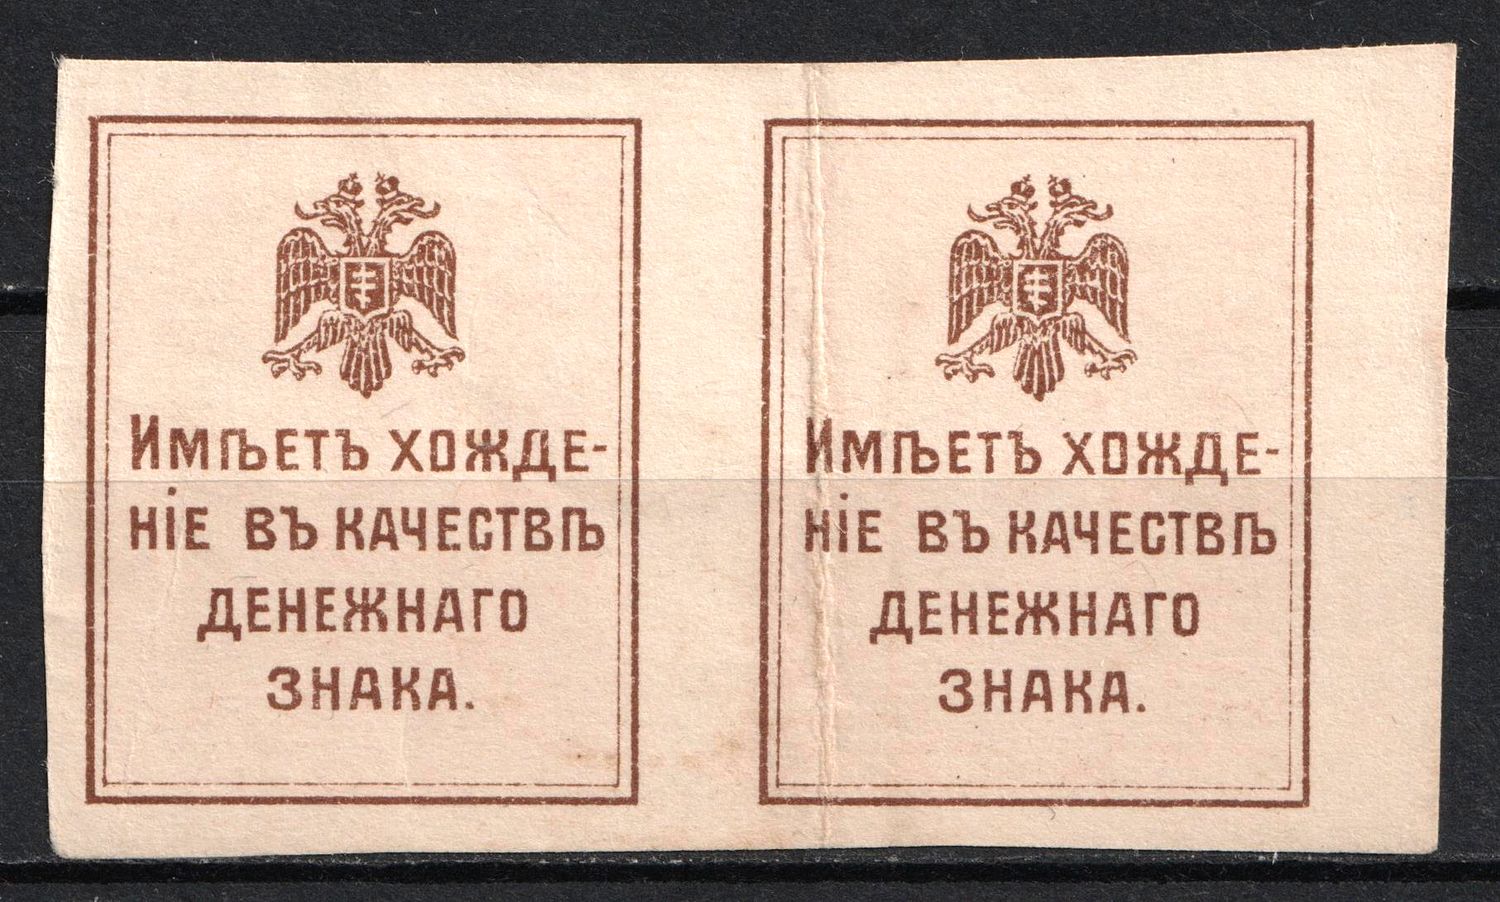 Имѣетъ хожде-
ніе въ качествѣ
денежнаго
знака.
Имѣетъ хожде-
ніе въ качествѣ
денежнаго
знака.